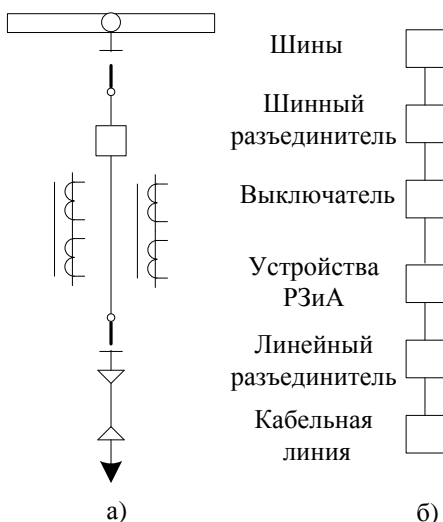 Шины
Шинный
разъединитель
Выключатель
Устройства
РЗиА
Линейный
разъединитель
Кабельная
линия
а)
б)